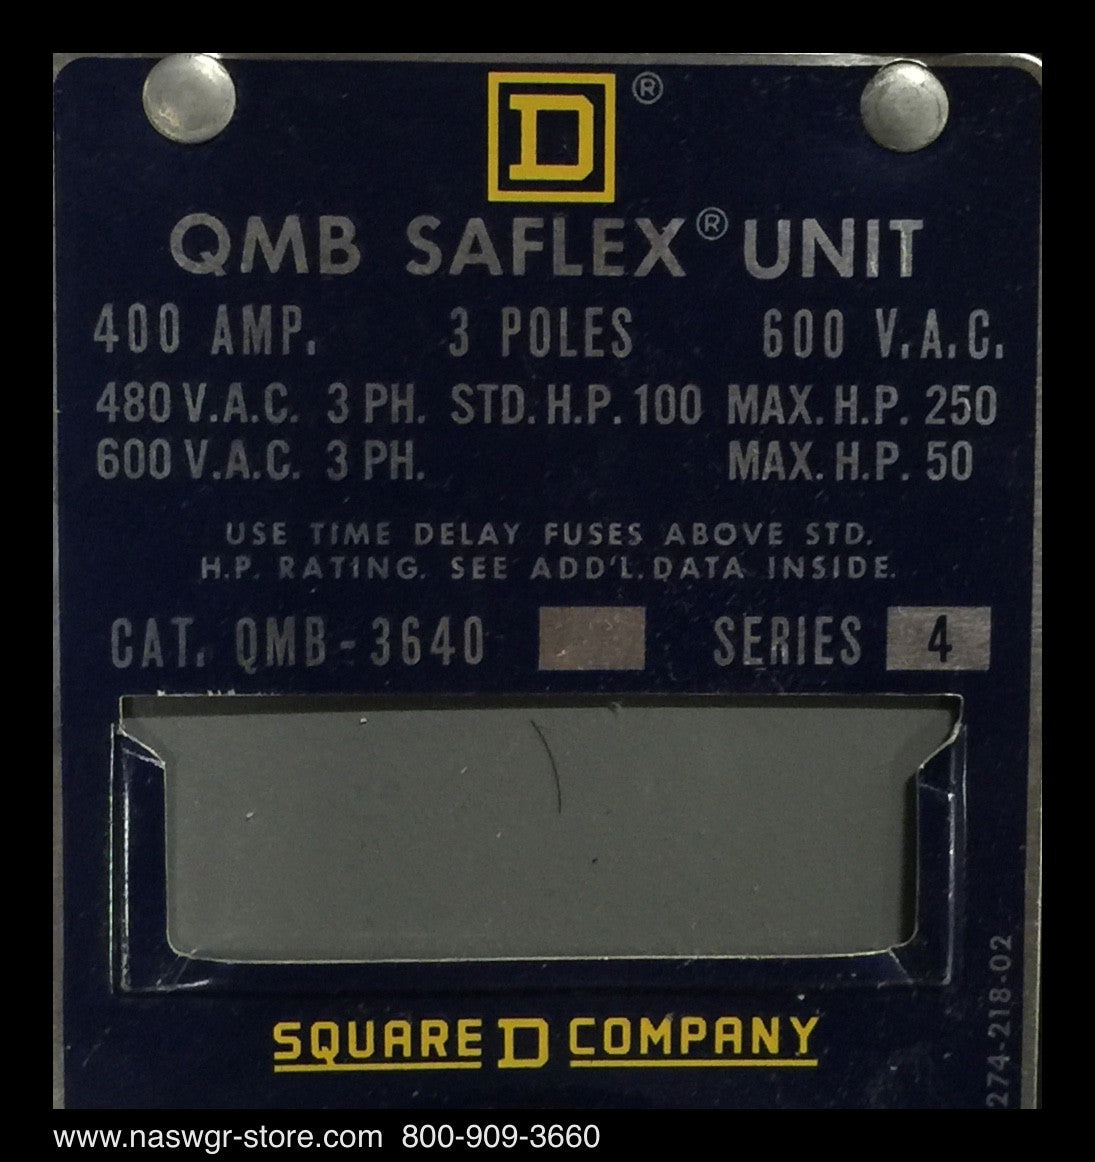 D®
QMB SAFLEX® UNIT
400 AMP. 3 POLES 600 V.A.C.
480 V.A.C. 3 PH. STD. H.P. 100 MAX. H.P. 250
600 V.A.C. 3 PH. MAX. H.P. 50
USE TIME DELAY FUSES ABOVE STD.
H.P. RATING. SEE ADD'L. DATA INSIDE.
CAT. QMB-3640 SERIES 4
SQUARE D COMPANY
274-218-02
www.naswgr-store.com 800-909-3660